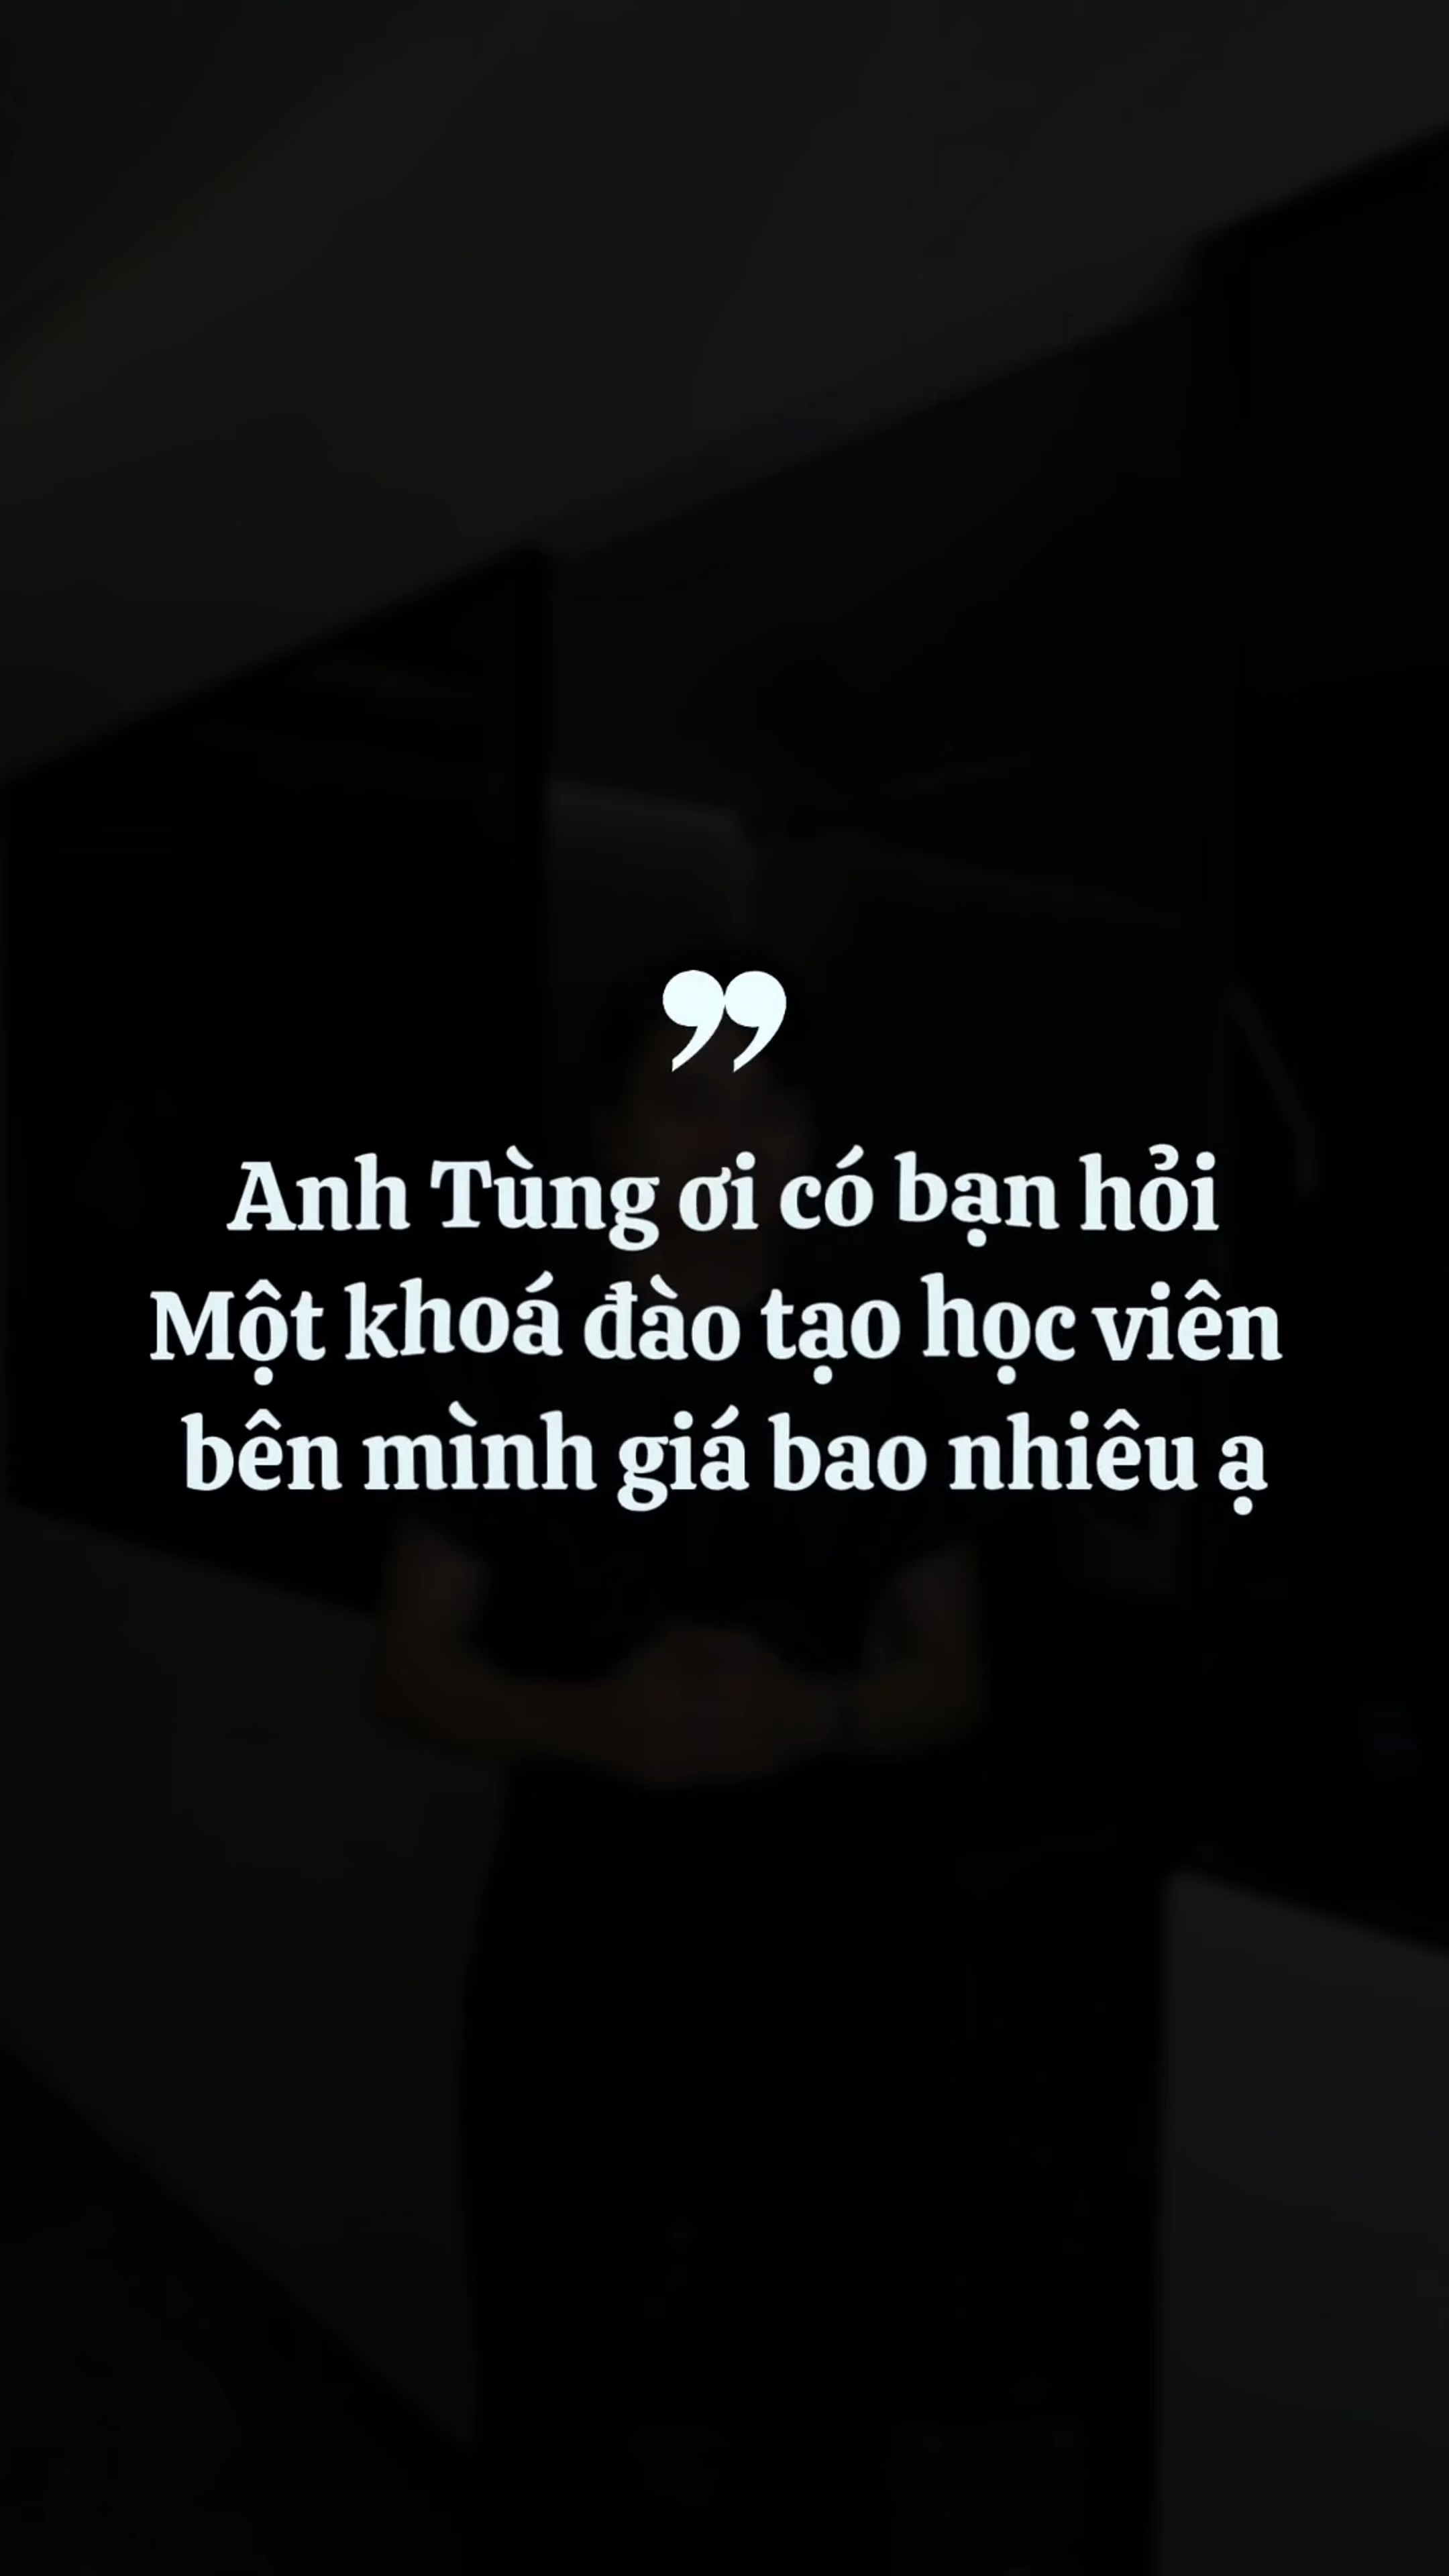 ”
Anh Tùng ơi có bạn hỏi
Một khoá đào tạo học viên
bên mình giá bao nhiêu ạ